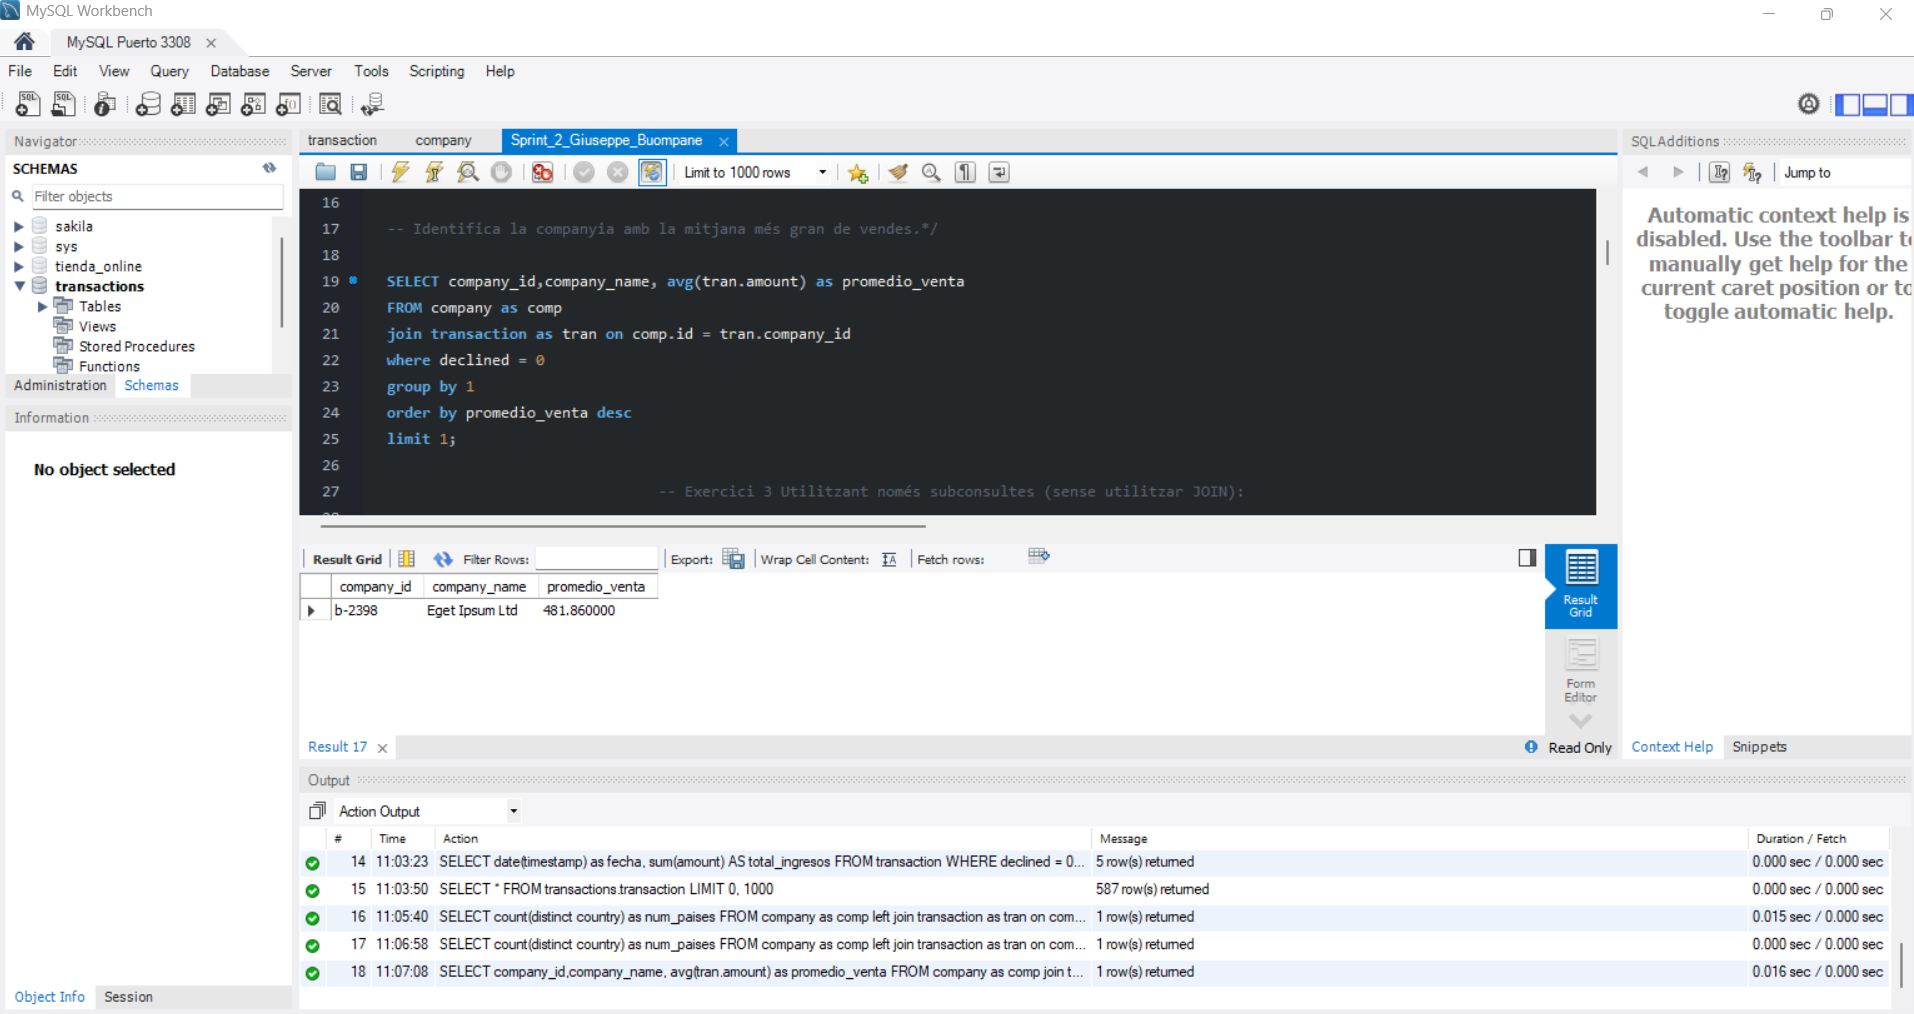 MySQL Workbench
MySQL Puerto 3308
File Edit View Query Database Server Tools Scripting Help
Navigator
SCHEMAS
Filter objects
sakila
sys
tienda_online
transactions
Tables
Views
Stored Procedures
Functions
Administration Schemas
Information
No object selected
Object Info Session
transaction company Sprint_2_Giuseppe_Buompane
Limit to 1000 rows
16
17 -- Identifica la companyia amb la mitjana més gran de vendes.*/
18
19 SELECT company_id,company_name, avg(tran.amount) as promedio_venta
20 FROM company as comp
21 join transaction as tran on comp.id = tran.company_id
22 where declined = 0
23 group by 1
24 order by promedio_venta desc
25 limit 1;
26
27 -- Exercici 3 Utilitzant només subconsultes (sense utilitzar JOIN):
Result Grid Filter Rows: Export: Wrap Cell Content: Fetch rows:
company_id company_name promedio_venta
b-2398 Eget Ipsum Ltd 481.860000
Result Grid
Form Editor
Result 17 Read Only
SQLAdditions
Jump to
Automatic context help is
disabled. Use the toolbar to
manually get help for the
current caret position or to
toggle automatic help.
Context Help Snippets
Output
Action Output
# Time Action Message Duration / Fetch
14 11:03:23 SELECT date(timestamp) as fecha, sum(amount) AS total_ingresos FROM transaction WHERE declined = 0... 5 row(s) returned 0.000 sec / 0.000 sec
15 11:03:50 SELECT * FROM transactions.transaction LIMIT 0, 1000 587 row(s) returned 0.000 sec / 0.000 sec
16 11:05:40 SELECT count(distinct country) as num_paises FROM company as comp left join transaction as tran on com... 1 row(s) returned 0.015 sec / 0.000 sec
17 11:06:58 SELECT count(distinct country) as num_paises FROM company as comp left join transaction as tran on com... 1 row(s) returned 0.000 sec / 0.000 sec
18 11:07:08 SELECT company_id,company_name, avg(tran.amount) as promedio_venta FROM company as comp join t... 1 row(s) returned 0.016 sec / 0.000 sec